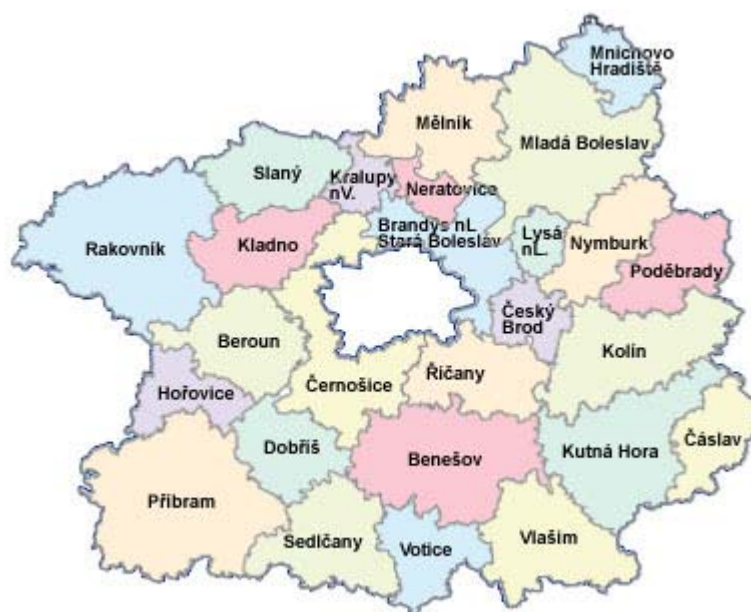 Mnichovo
Hradiště
Mělník
Mladá Boleslav
Slaný
Kralupy
nV.
Neratovice
Brandýs nL
Stará Boleslav
Lysá
nL.
Nymburk
Rakovník
Kladno
Poděbrady
Český
Brod
Beroun
Kolín
Černošice
Říčany
Hořovice
Dobříš
Benešov
Kutná Hora
Čáslav
Příbram
Sedlčany
Votice
Vlašim